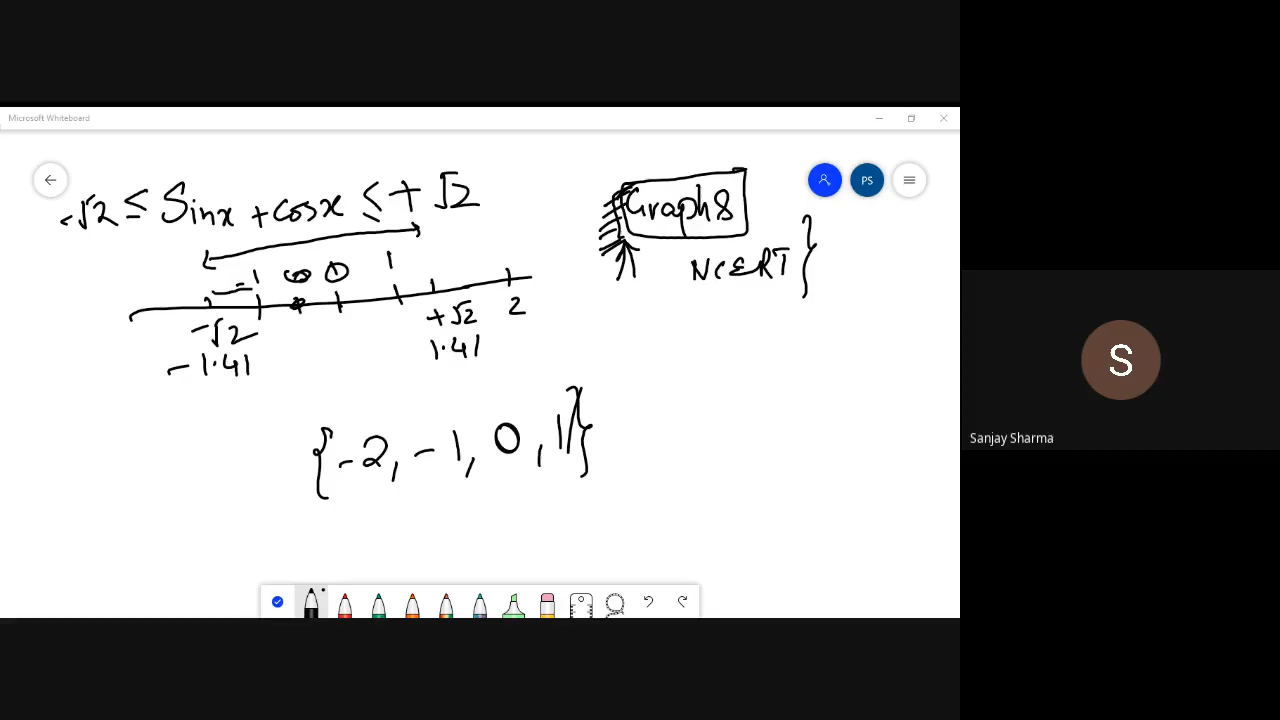 Microsoft Whiteboard
-√2 ≤ Sinx + cosx ≤ + √2
Graphs
PS
NCERT }
-1 0 1
-√2 +√2 2
-1.41 1.41
{-2, -1, 0, 1}
S
Sanjay Sharma